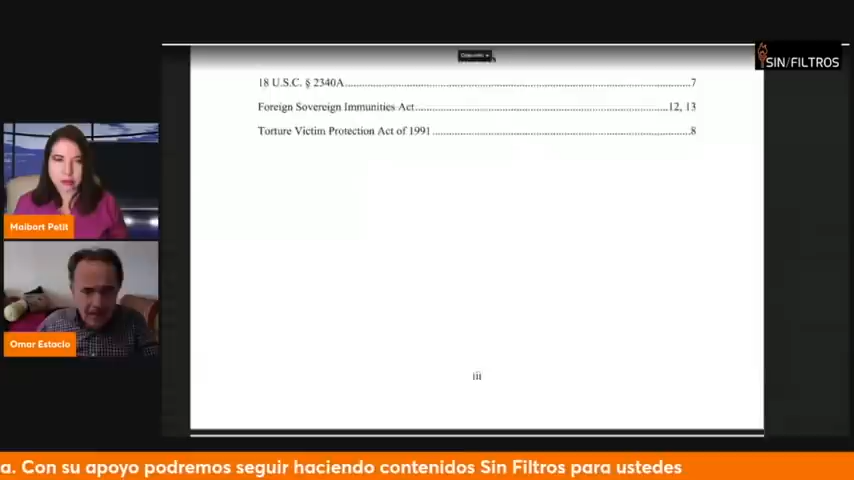 SIN/FILTROS
18 U.S.C. § 2340A................................................................7
Foreign Sovereign Immunities Act................................................12, 13
Torture Victim Protection Act of 1991................................................8
iii
Maibort Petit
Omar Estacio
a. Con su apoyo podremos seguir haciendo contenidos Sin Filtros para ustedes